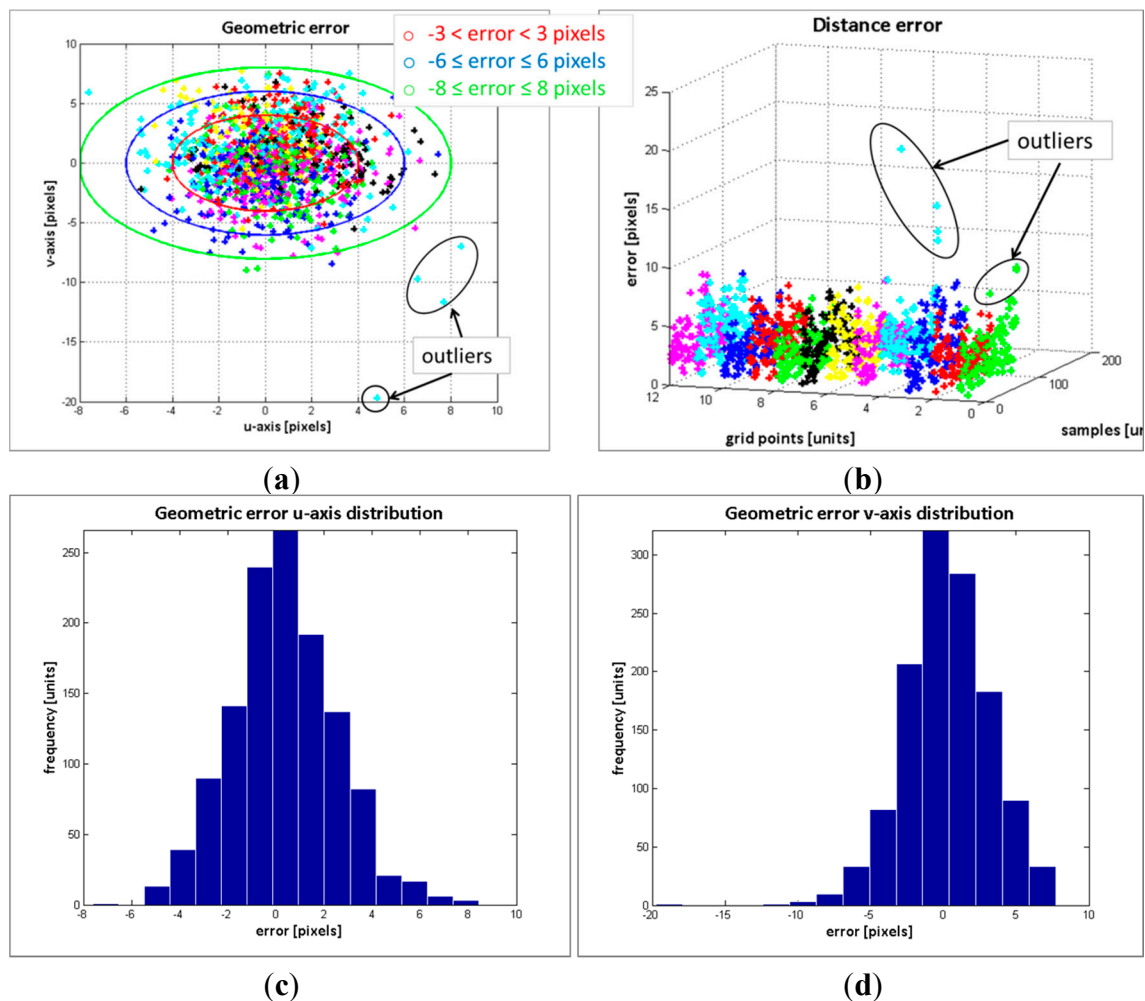 Geometric error
-3 < error < 3 pixels
-6 ≤ error ≤ 6 pixels
-8 ≤ error ≤ 8 pixels
10
5
0
-5
-10
-15
-20
v-axis [pixels]
outliers
-8 -6 -4 -2 0 2 4 6 8 10
u-axis [pixels]
(a)
Distance error
25
20
15
10
5
0
error [pixels]
outliers
12 10 8 6 4 2 0
0 100 200
grid points [units]
samples [un
(b)
Geometric error u-axis distribution
250
200
150
100
50
0
frequency [units]
-8 -6 -4 -2 0 2 4 6 8 10
error [pixels]
(c)
Geometric error v-axis distribution
300
250
200
150
100
50
0
frequency [units]
-20 -15 -10 -5 0 5 10
error [pixels]
(d)